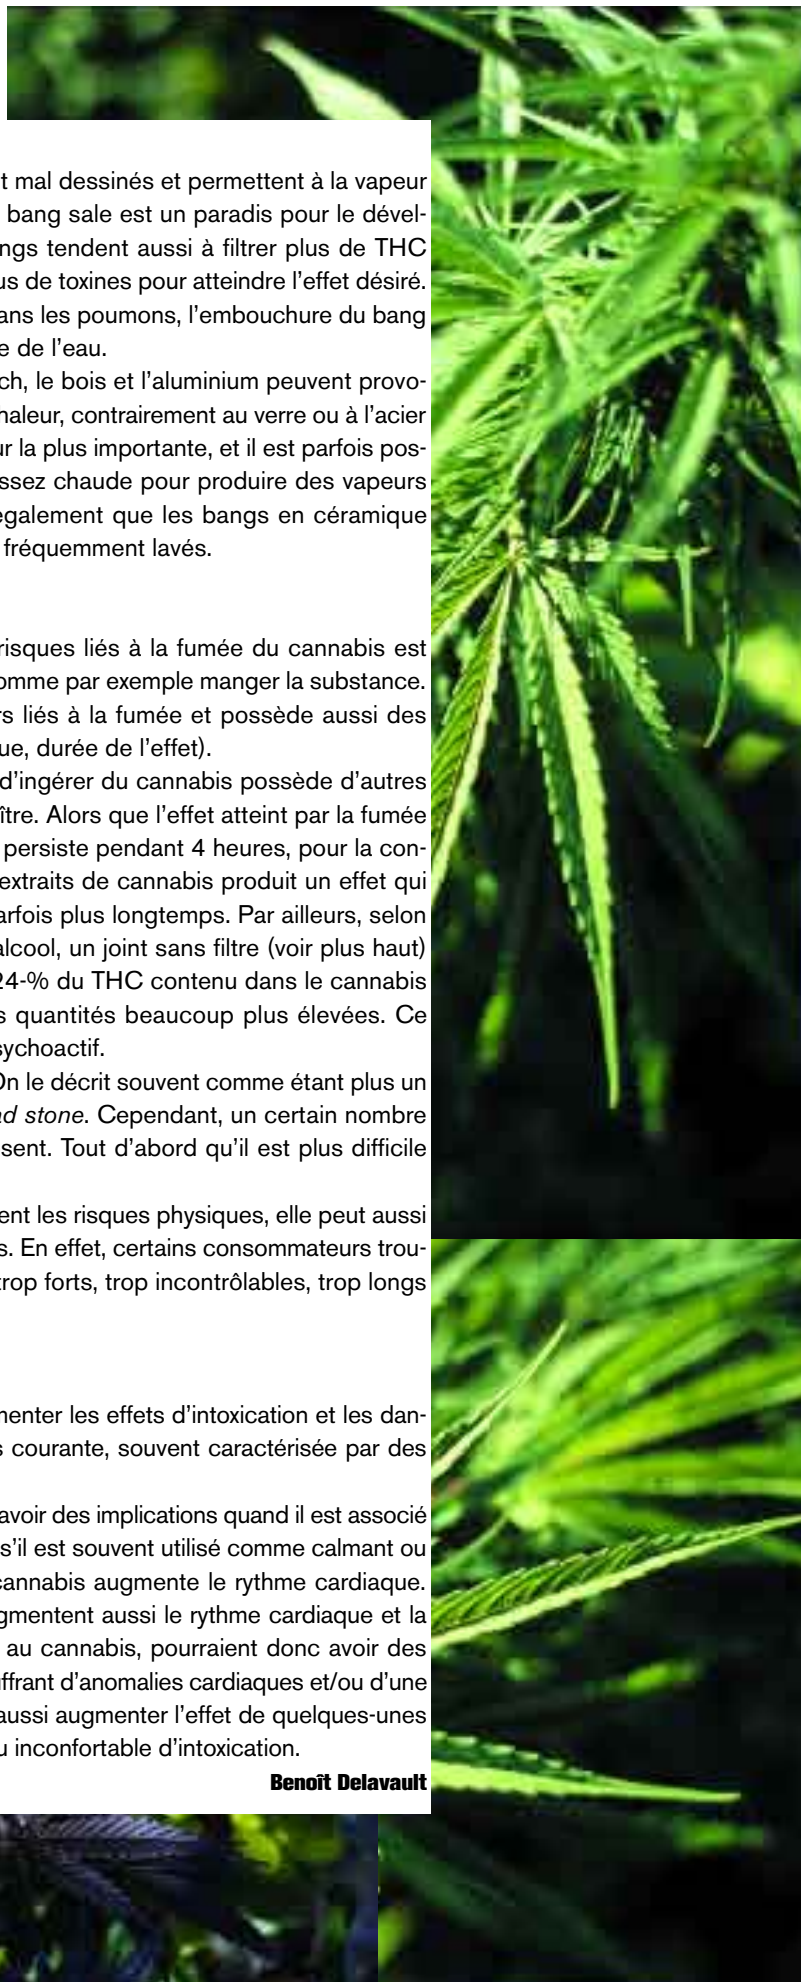 t mal dessinés et permettent à la vapeur
bang sale est un paradis pour le dével-
ngs tendent aussi à filtrer plus de THC
us de toxines pour atteindre l'effet désiré.
ans les poumons, l'embouchure du bang
e de l'eau.
ch, le bois et l'aluminium peuvent provo-
haleur, contrairement au verre ou à l'acier
ur la plus importante, et il est parfois pos-
ssez chaude pour produire des vapeurs
également que les bangs en céramique
fréquemment lavés.
risques liés à la fumée du cannabis est
omme par exemple manger la substance.
rs liés à la fumée et possède aussi des
ue, durée de l'effet).
d'ingérer du cannabis possède d'autres
ître. Alors que l'effet atteint par la fumée
persiste pendant 4 heures, pour la con-
extraits de cannabis produit un effet qui
arfois plus longtemps. Par ailleurs, selon
alcool, un joint sans filtre (voir plus haut)
24-% du THC contenu dans le cannabis
s quantités beaucoup plus élevées. Ce
sychoactif.
On le décrit souvent comme étant plus un
ad stone. Cependant, un certain nombre
sent. Tout d'abord qu'il est plus difficile
ent les risques physiques, elle peut aussi
s. En effet, certains consommateurs trou-
trop forts, trop incontrôlables, trop longs
menter les effets d'intoxication et les dan-
s courante, souvent caractérisée par des
avoir des implications quand il est associé
s'il est souvent utilisé comme calmant ou
cannabis augmente le rythme cardiaque.
gmentent aussi le rythme cardiaque et la
au cannabis, pourraient donc avoir des
ffrant d'anomalies cardiaques et/ou d'une
aussi augmenter l'effet de quelques-unes
u inconfortable d'intoxication.
Benoît Delavault